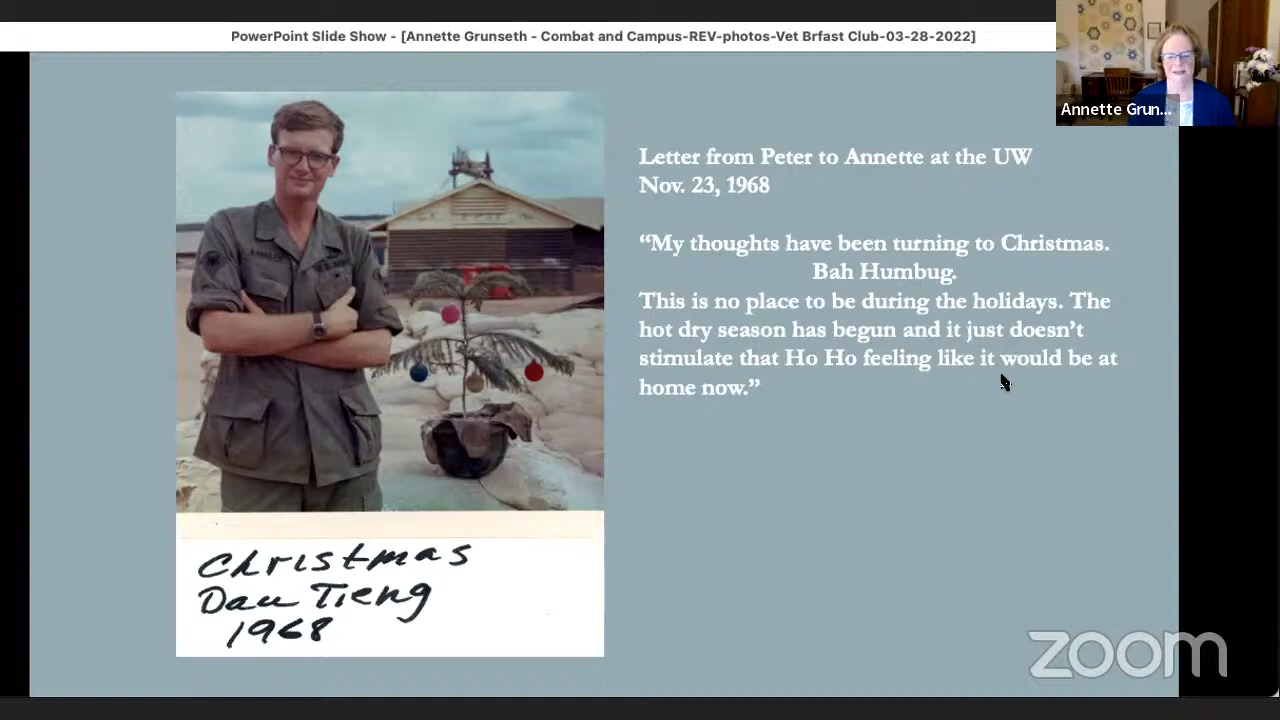 PowerPoint Slide Show - [Annette Grunseth - Combat and Campus-REV-photos-Vet Brfast Club-03-28-2022]
Annette Grun...
Letter from Peter to Annette at the UW
Nov. 23, 1968
“My thoughts have been turning to Christmas.
Bah Humbug.
This is no place to be during the holidays. The
hot dry season has begun and it just doesn’t
stimulate that Ho Ho feeling like it would be at
home now.”
Christmas
Dau Tieng
1968
zoom